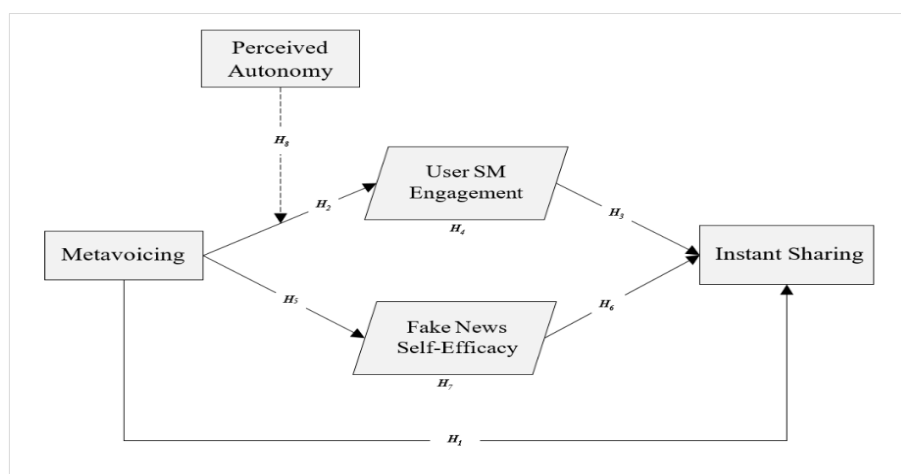 Perceived
Autonomy
H8
User SM
Engagement
H2
H3
H4
Metavoicing
Instant Sharing
H5
H6
Fake News
Self-Efficacy
H7
H1